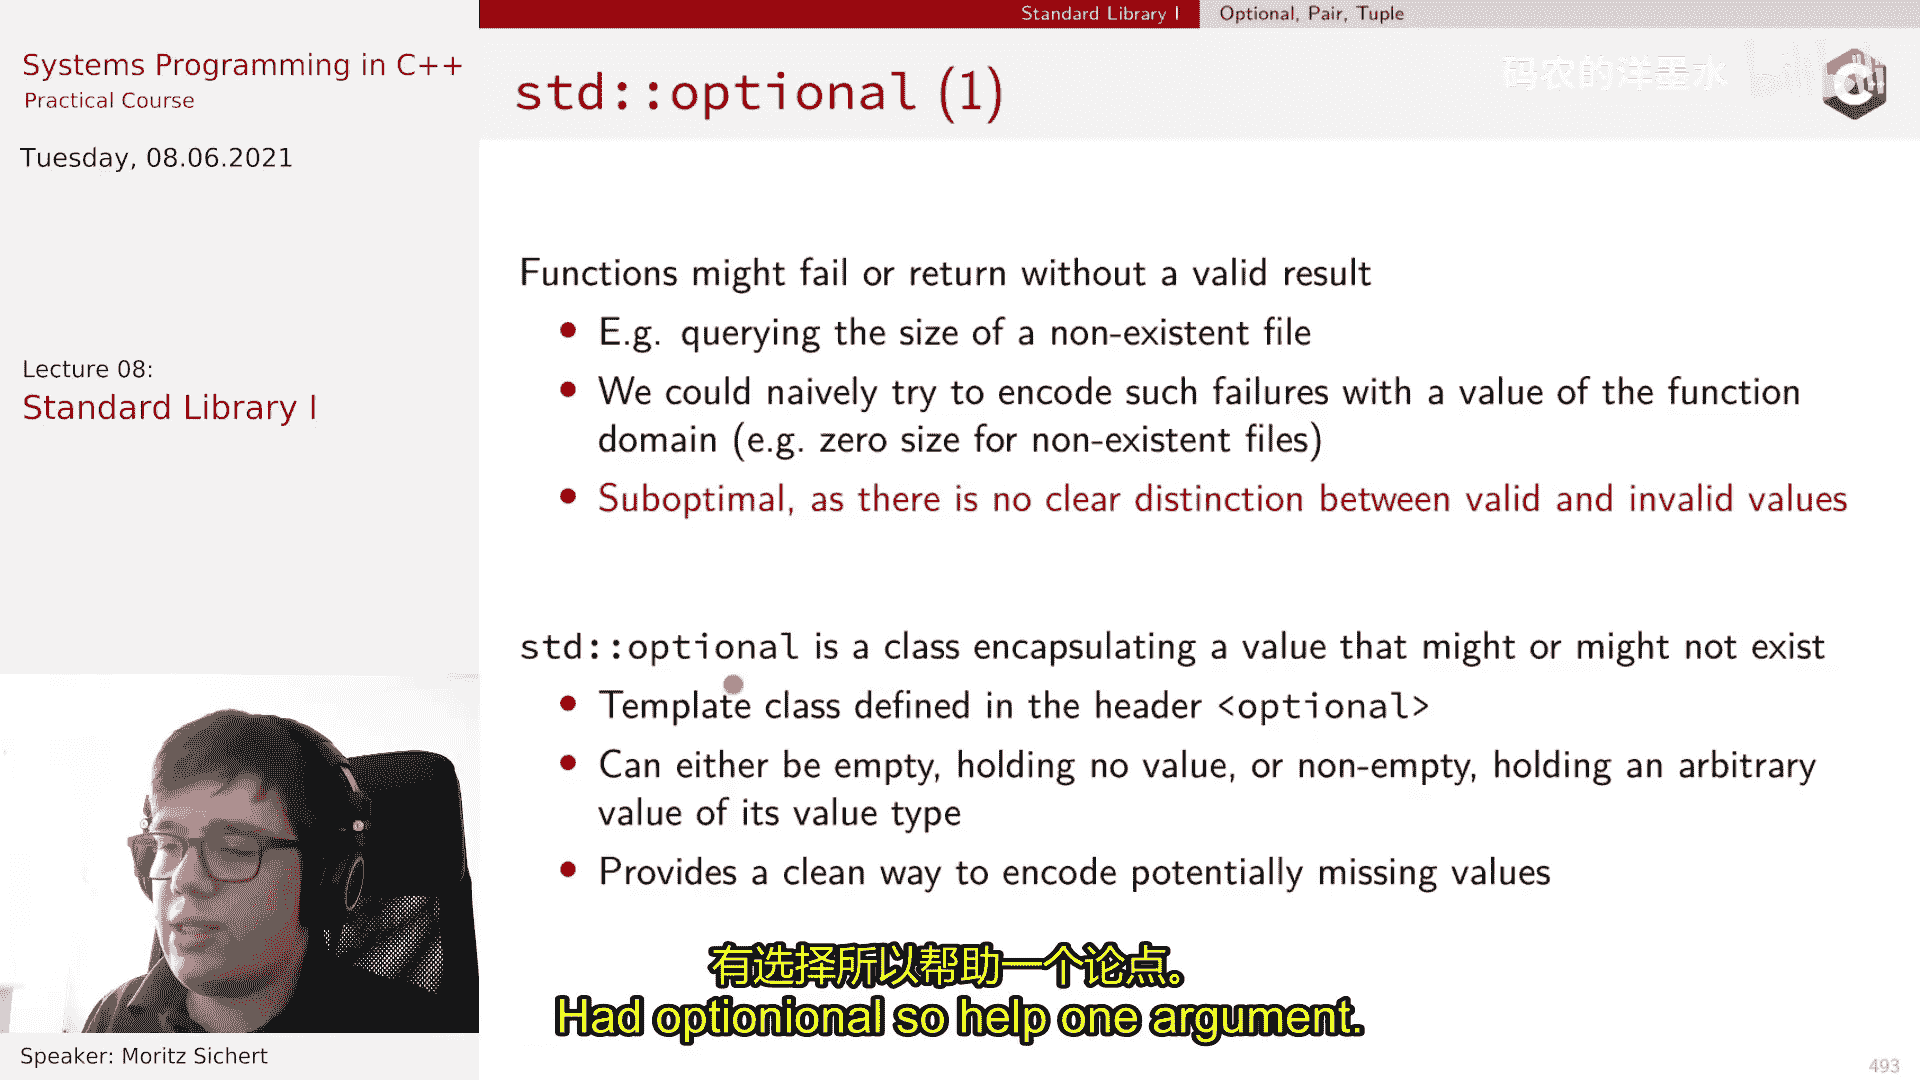 Standard Library I
Optional, Pair, Tuple
Systems Programming in C++
Practical Course
Tuesday, 08.06.2021
Lecture 08:
Standard Library I
Speaker: Moritz Sichert
std::optional (1)
码农的洋墨水
Functions might fail or return without a valid result
• E.g. querying the size of a non-existent file
• We could naively try to encode such failures with a value of the function
domain (e.g. zero size for non-existent files)
• Suboptimal, as there is no clear distinction between valid and invalid values
std::optional is a class encapsulating a value that might or might not exist
• Template class defined in the header <optional>
• Can either be empty, holding no value, or non-empty, holding an arbitrary
value of its value type
• Provides a clean way to encode potentially missing values
有选择所以帮助一个论点。
Had optionional so help one argument.
493